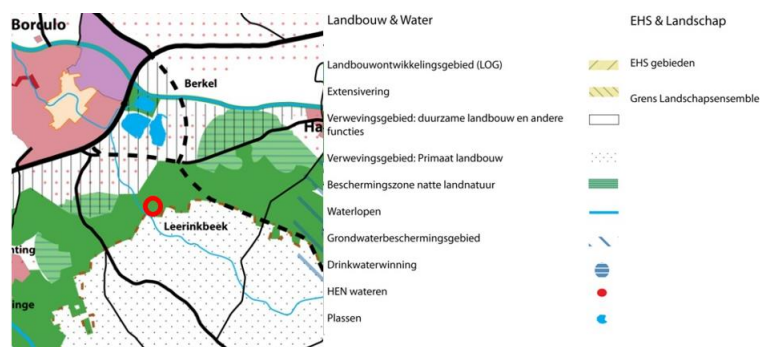 Borculo
Berkel
Ha
Leerinkbeek
nting
inge
Landbouw & Water
Landbouwontwikkelingsgebied (LOG)
Extensivering
Verwevingsgebied: duurzame landbouw en andere
functies
Verwevingsgebied: Primaat landbouw
Beschermingszone natte landnatuur
Waterlopen
Grondwaterbeschermingsgebied
Drinkwaterwinning
HEN wateren
Plassen
EHS & Landschap
EHS gebieden
Grens Landschapsensemble